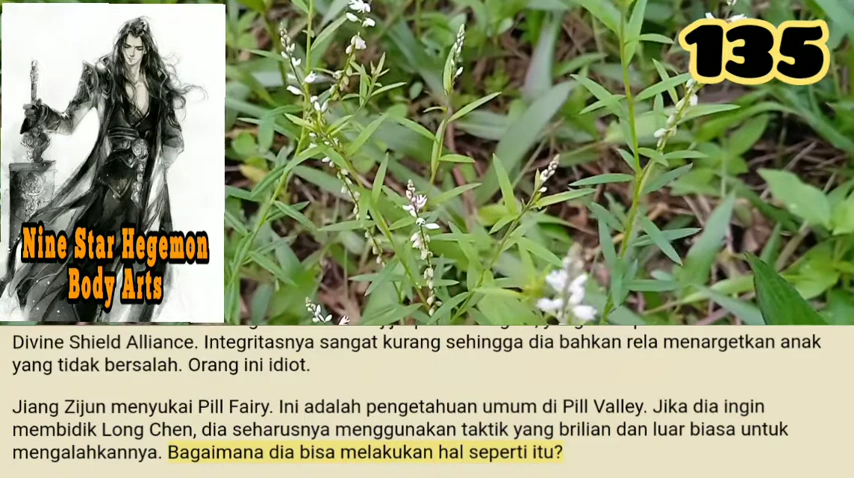 135
Nine Star Hegemon
Body Arts
Divine Shield Alliance. Integritasnya sangat kurang sehingga dia bahkan rela menargetkan anak
yang tidak bersalah. Orang ini idiot.
Jiang Zijun menyukai Pill Fairy. Ini adalah pengetahuan umum di Pill Valley. Jika dia ingin
membidik Long Chen, dia seharusnya menggunakan taktik yang brilian dan luar biasa untuk
mengalahkannya. Bagaimana dia bisa melakukan hal seperti itu?